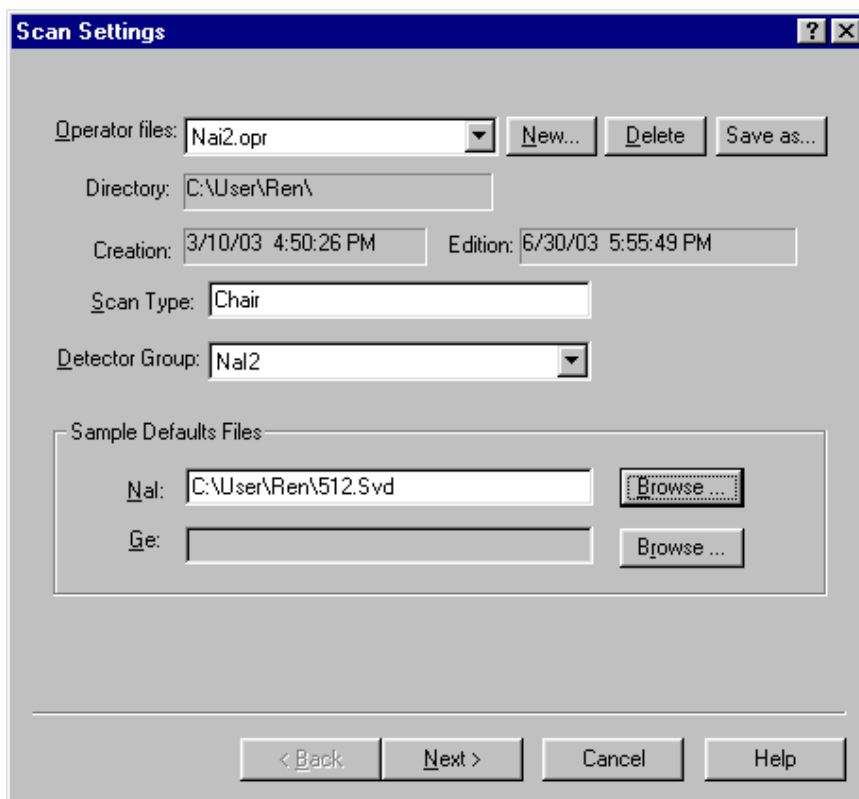 Scan Settings
Operator files: Nai2.opr New... Delete Save as...
Directory: C:\User\Ren\
Creation: 3/10/03 4:50:26 PM Edition: 6/30/03 5:55:49 PM
Scan Type: Chair
Detector Group: NaI2
Sample Defaults Files
NaI: C:\User\Ren\512.Svd Browse ...
Ge: Browse ...
< Back Next > Cancel Help